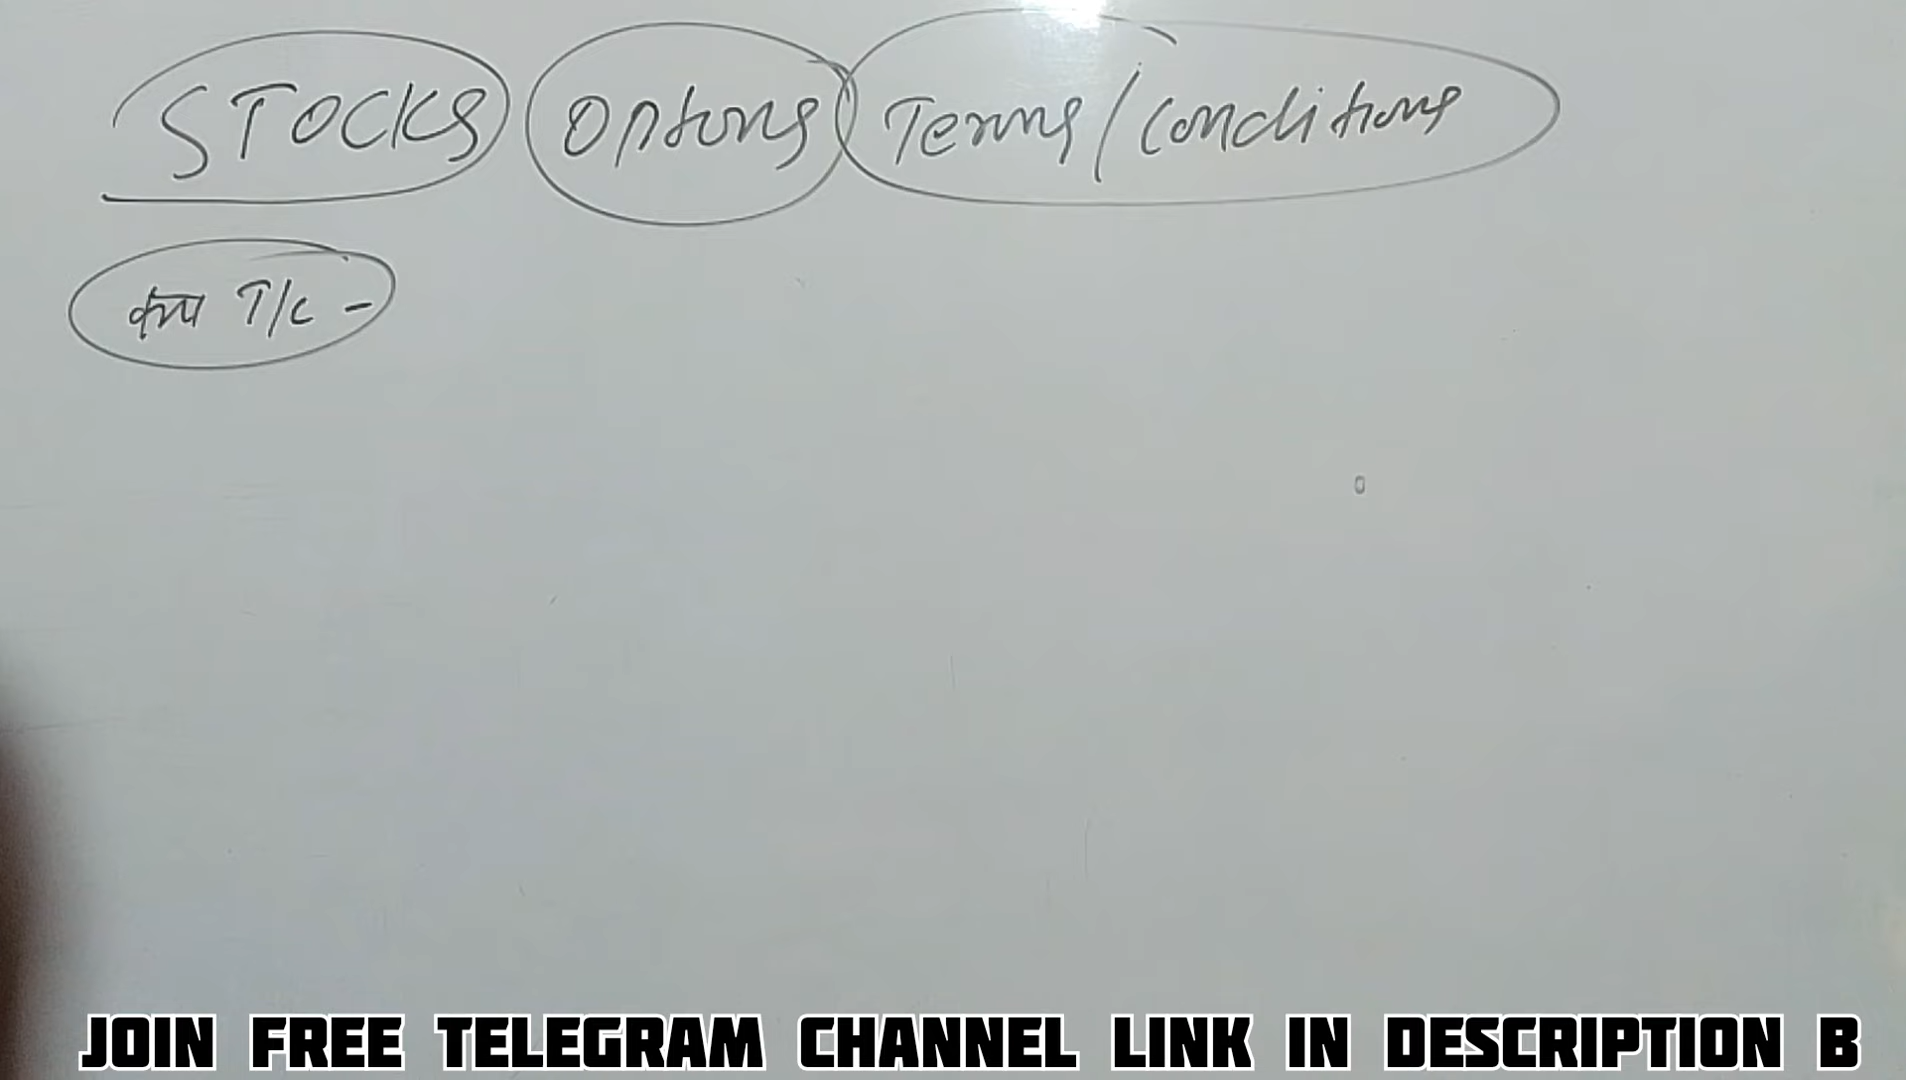 STOCKS Options Terms/Conditions
क्या T/C -
JOIN FREE TELEGRAM CHANNEL LINK IN DESCRIPTION B